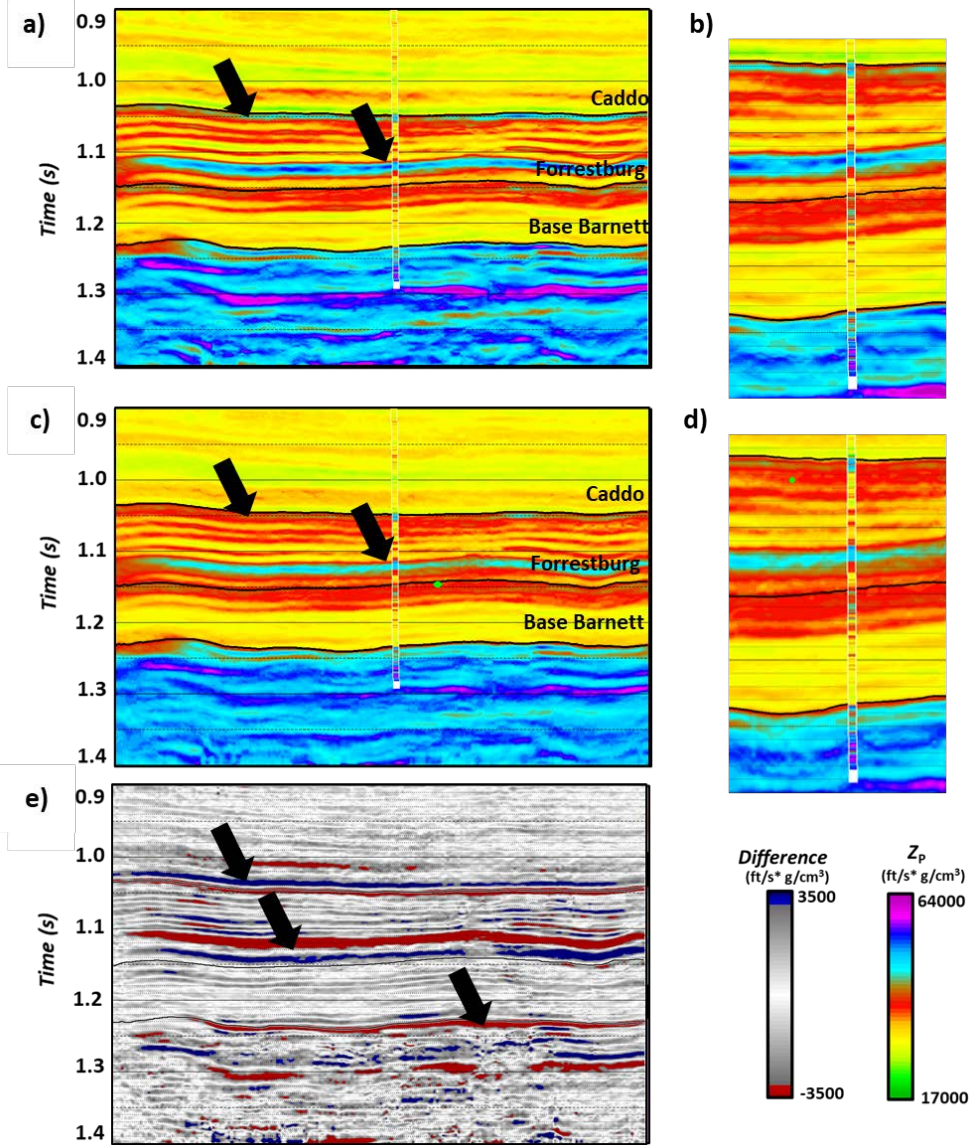 a)
0.9
1.0
1.1
1.2
1.3
1.4
Time (s)
Caddo
Forrestburg
Base Barnett
b)
c)
0.9
1.0
1.1
1.2
1.3
1.4
Time (s)
Caddo
Forrestburg
Base Barnett
d)
e)
0.9
1.0
1.1
1.2
1.3
1.4
Time (s)
Difference
(ft/s* g/cm³)
3500
-3500
ZP
(ft/s* g/cm³)
64000
17000